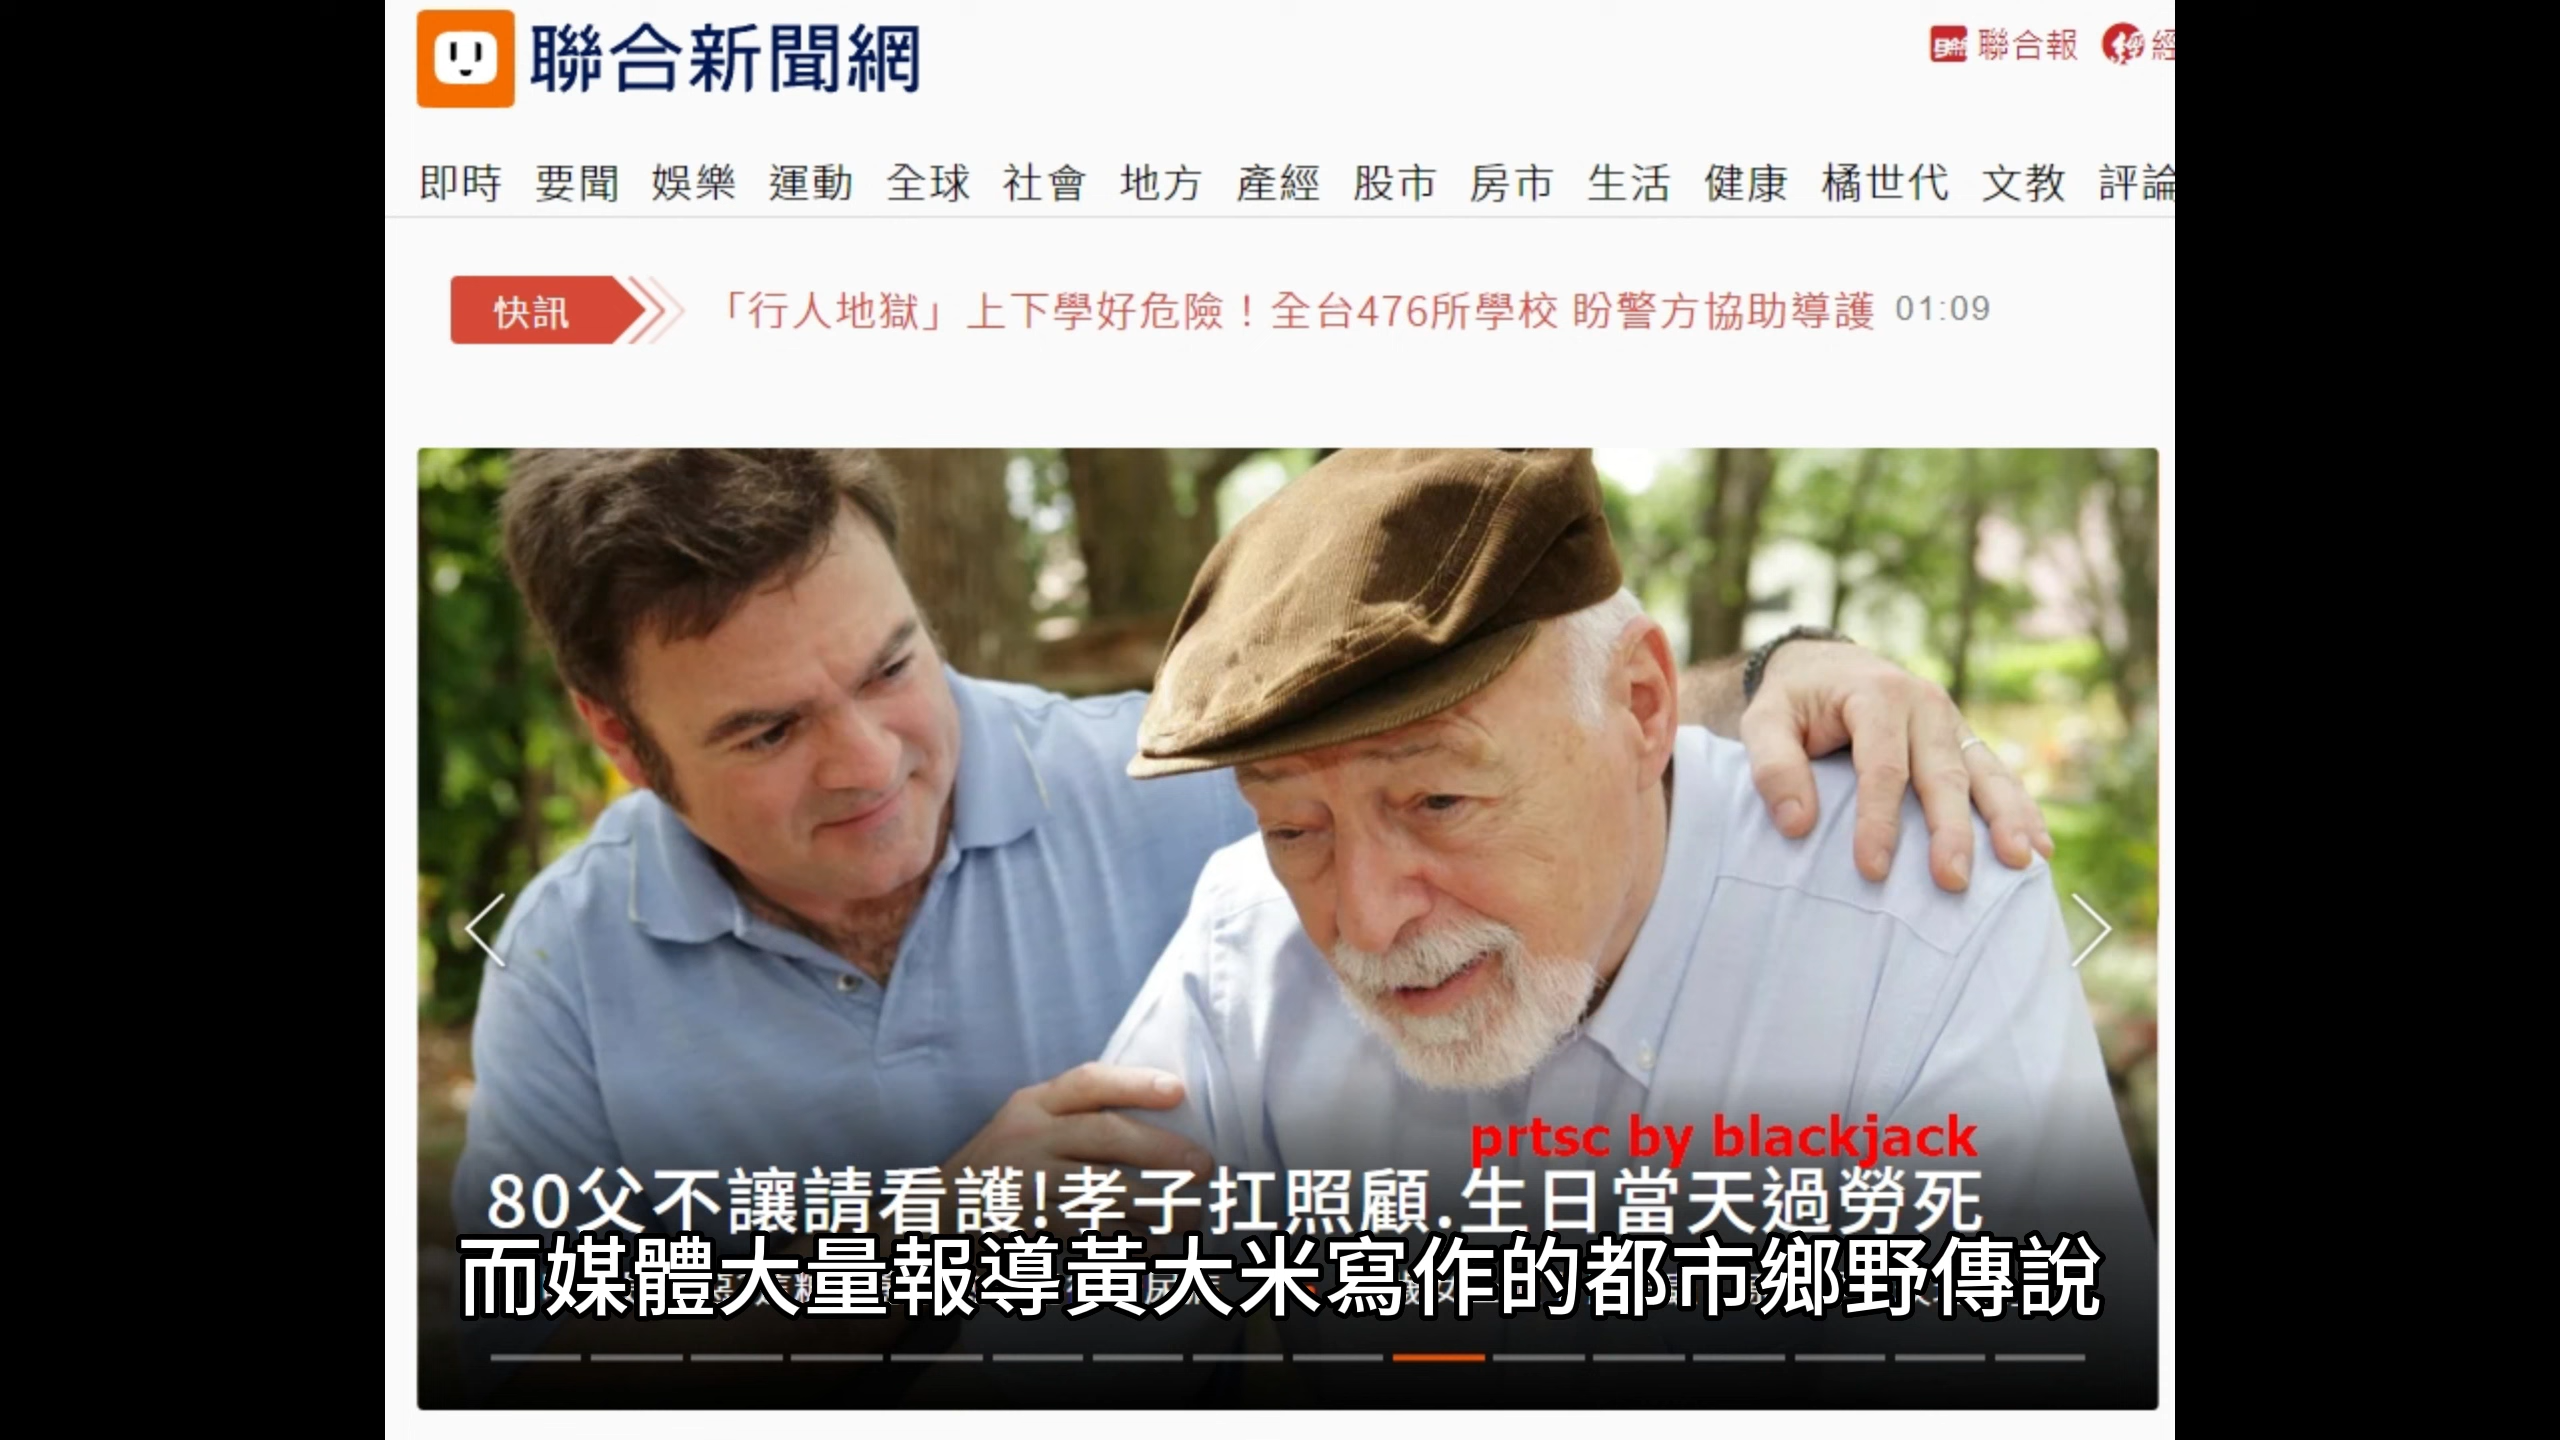 聯合新聞網
聯合報 經
即時 要聞 娛樂 運動 全球 社會 地方 產經 股市 房市 生活 健康 橘世代 文教 評論
快訊 「行人地獄」上下學好危險！全台476所學校 盼警方協助導護 01:09
prtsc by blackjack
80父不讓請看護!孝子扛照顧.生日當天過勞死
而媒體大量報導黃大米寫作的都市鄉野傳說